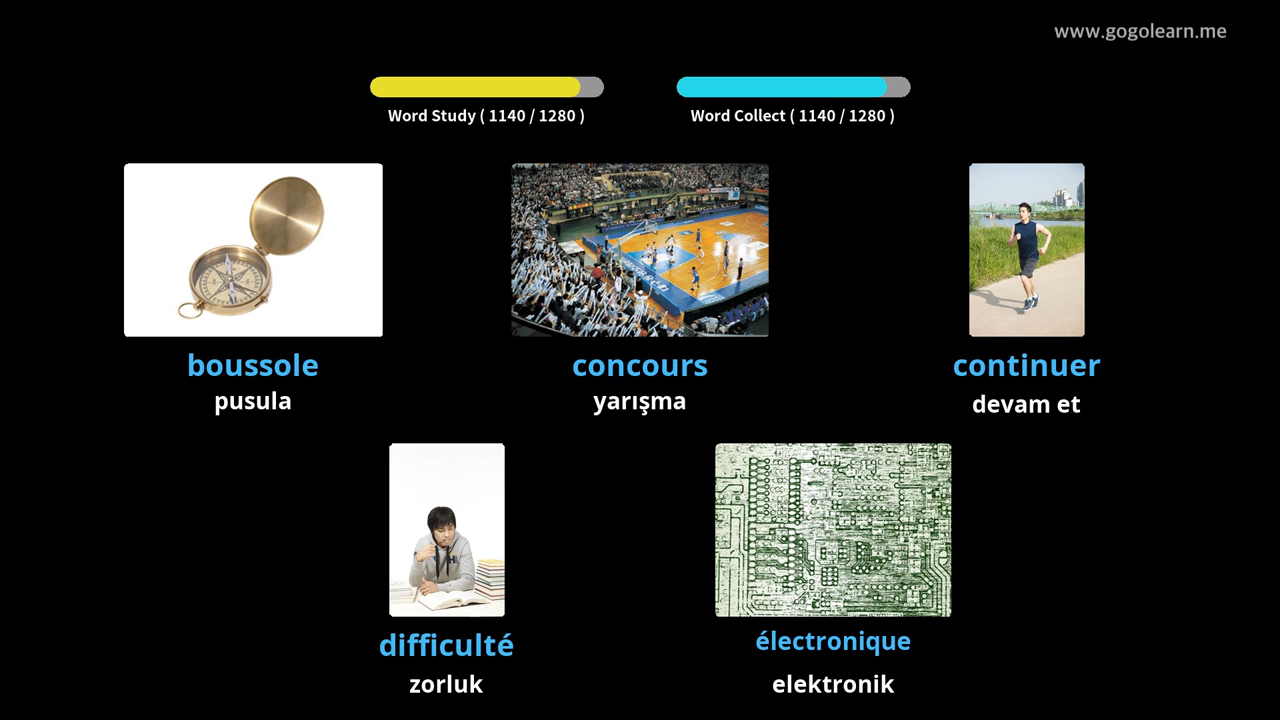 www.gogolearn.me
Word Study ( 1140 / 1280 )
Word Collect ( 1140 / 1280 )
boussole
pusula
concours
yarışma
continuer
devam et
difficulté
zorluk
électronique
elektronik